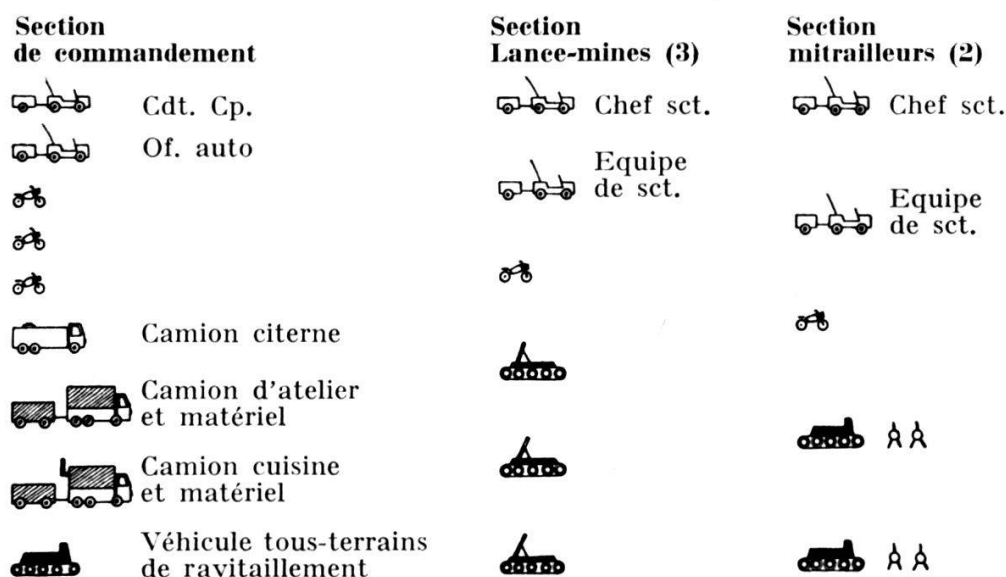 Section
de commandement
Cdt. Cp.
Of. auto
Camion citerne
Camion d'atelier
et matériel
Camion cuisine
et matériel
Véhicule tous-terrains
de ravitaillement
Section
Lance-mines (3)
Chef sct.
Equipe
de sct.
Section
mitrailleurs (2)
Chef sct.
Equipe
de sct.